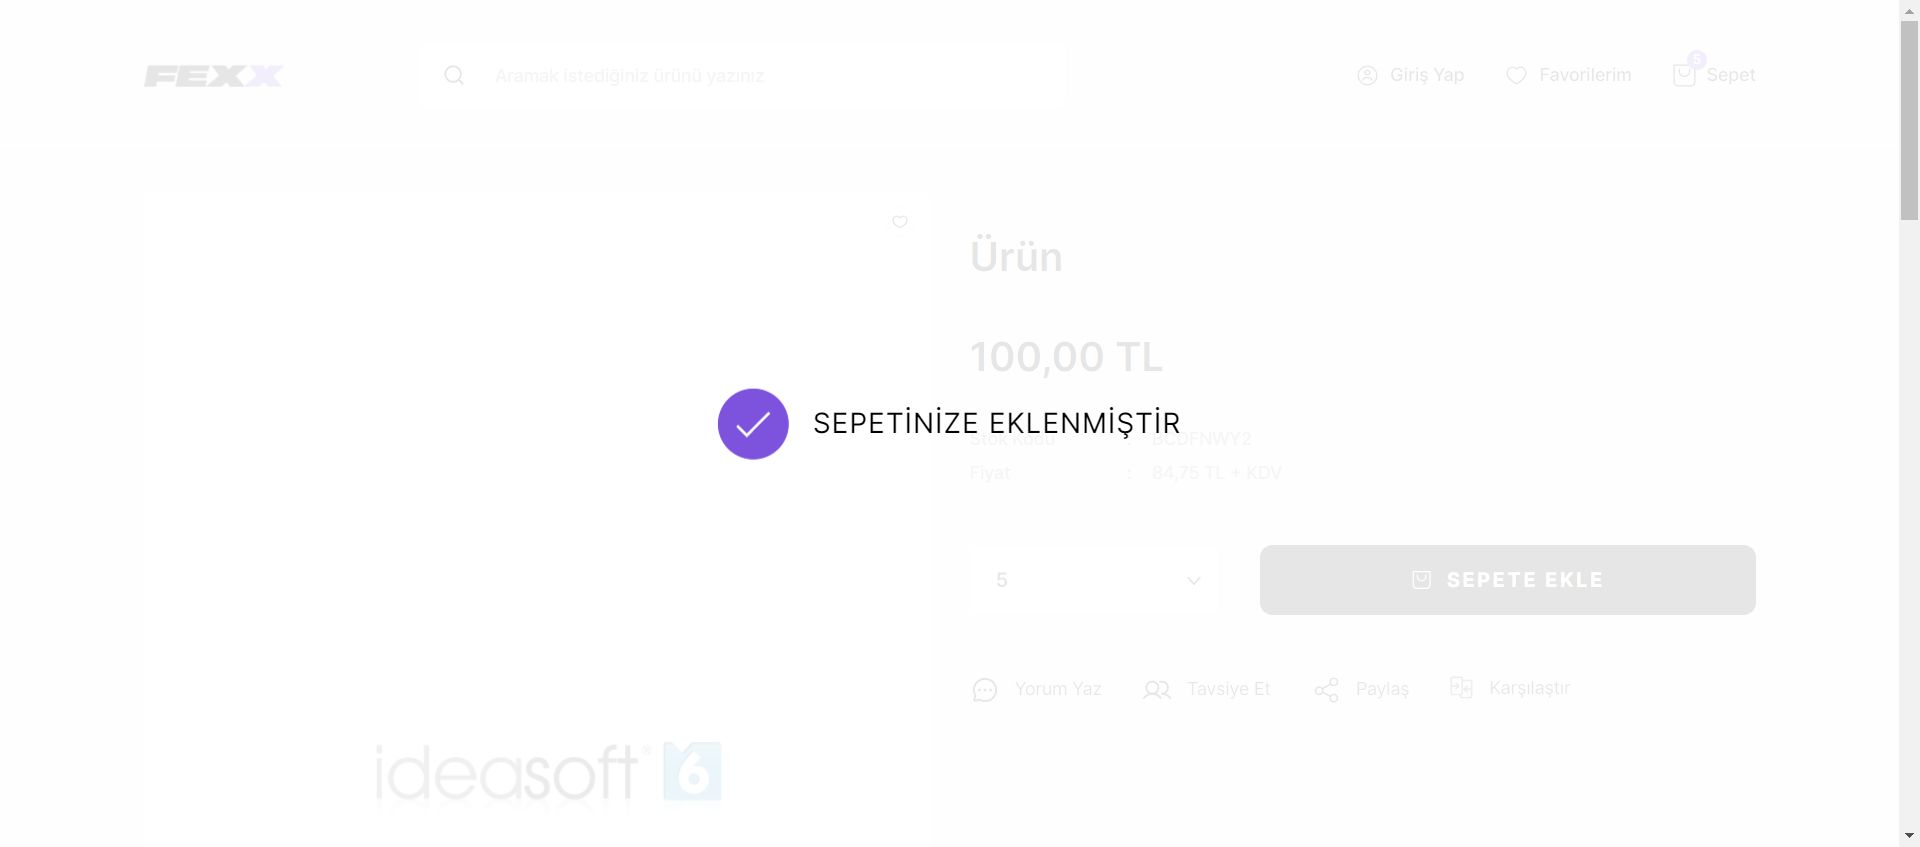 FEXX
Aramak istediğiniz ürünü yazınız
Giriş Yap
Favorilerim
5
Sepet
Ürün
100,00 TL
SEPETİNİZE EKLENMİŞTİR
Stok Kodu : BCDFNWY2
Fiyat : 84,75 TL + KDV
5
SEPETE EKLE
Yorum Yaz
Tavsiye Et
Paylaş
Karşılaştır
ideasoft® 6